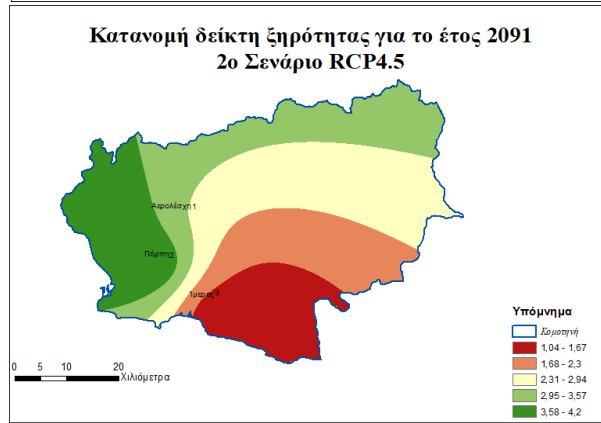 Κατανομή δείκτη ξηρότητας για το έτος 2091
2ο Σενάριο RCP4.5
Αερολέσχη1
Πόρπη2
Ίμερος3
Υπόμνημα
Κομοτηνή
1,04 - 1,67
1,68 - 2,3
2,31 - 2,94
2,95 - 3,57
3,58 - 4,2
0 5 10 20
Χιλιόμετρα